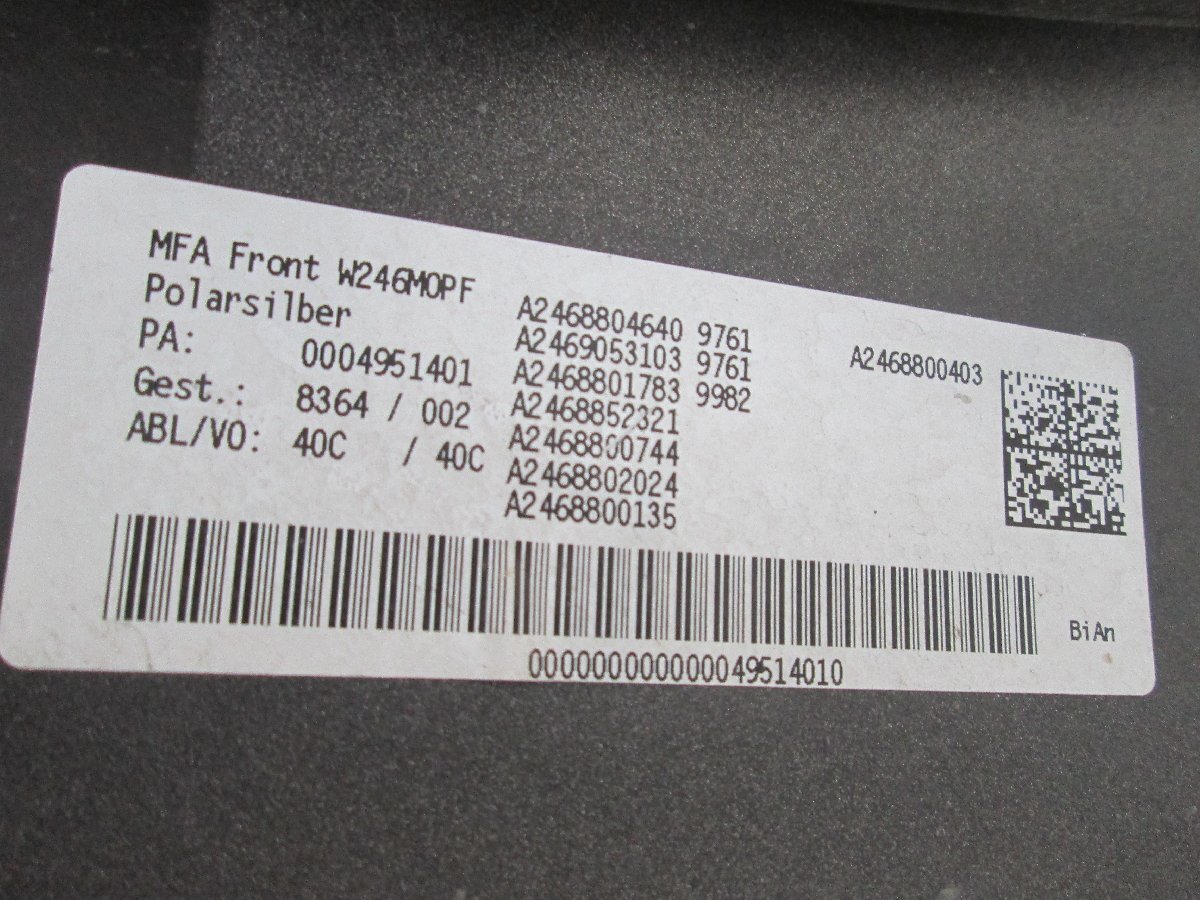 MFA Front W246MOPF
Polarsilber
PA: 0004951401
Gest.: 8364 / 002
ABL/VO: 40C / 40C
A2468804640 9761
A2469053103 9761
A2468801783 9982
A2468852321
A2468800744
A2468802024
A2468800135
A2468800403
BiAn
000000000000049514010